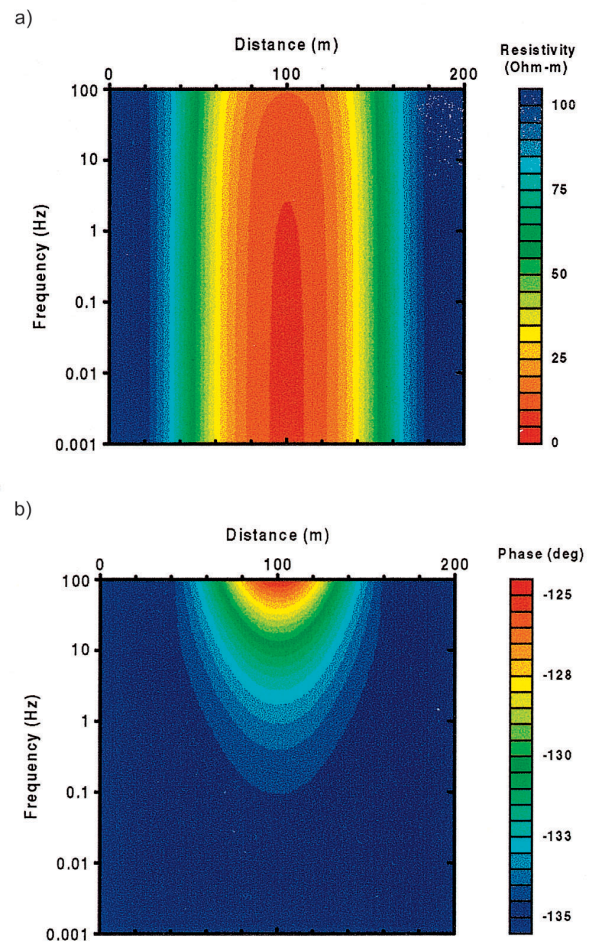 a)
Distance (m)
0 100 200
Resistivity
(Ohm-m)
100
10
1
0.1
0.01
0.001
Frequency (Hz)
100
75
50
25
0
b)
Distance (m)
0 100 200
Phase (deg)
100
10
1
0.1
0.01
0.001
Frequency (Hz)
-125
-128
-130
-133
-135